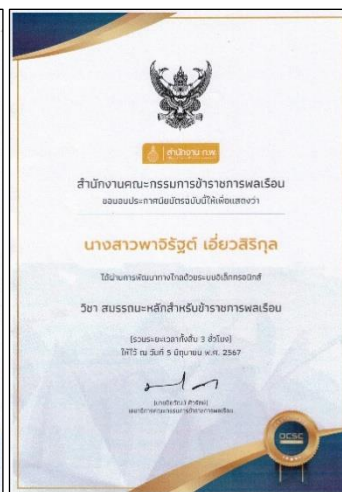 สำนักงาน ก.พ.
สำนักงานคณะกรรมการข้าราชการพลเรือน
ขอมอบประกาศนียบัตรฉบับนี้ให้เพื่อแสดงว่า
นางสาวพาจิรัฐต์ เอี่ยวสิริกุล
ได้ผ่านการพัฒนาทางไกลด้วยระบบอิเล็กทรอนิกส์
วิชา สมรรถนะหลักสำหรับข้าราชการพลเรือน
(รวมระยะเวลาทั้งสิ้น 3 ชั่วโมง)
ให้ไว้ ณ วันที่ 5 มิถุนายน พ.ศ. 2567
เลขาธิการคณะกรรมการข้าราชการพลเรือน
OCSC